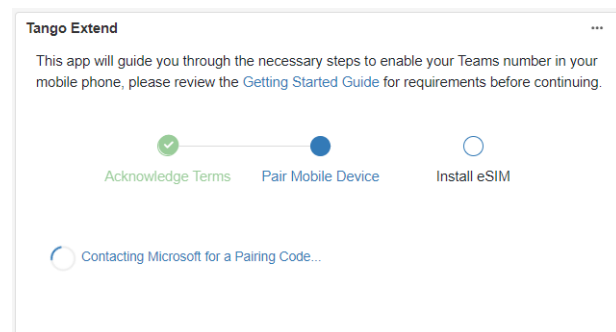 Tango Extend
This app will guide you through the necessary steps to enable your Teams number in your
mobile phone, please review the Getting Started Guide for requirements before continuing.
Acknowledge Terms Pair Mobile Device Install eSIM
Contacting Microsoft for a Pairing Code...